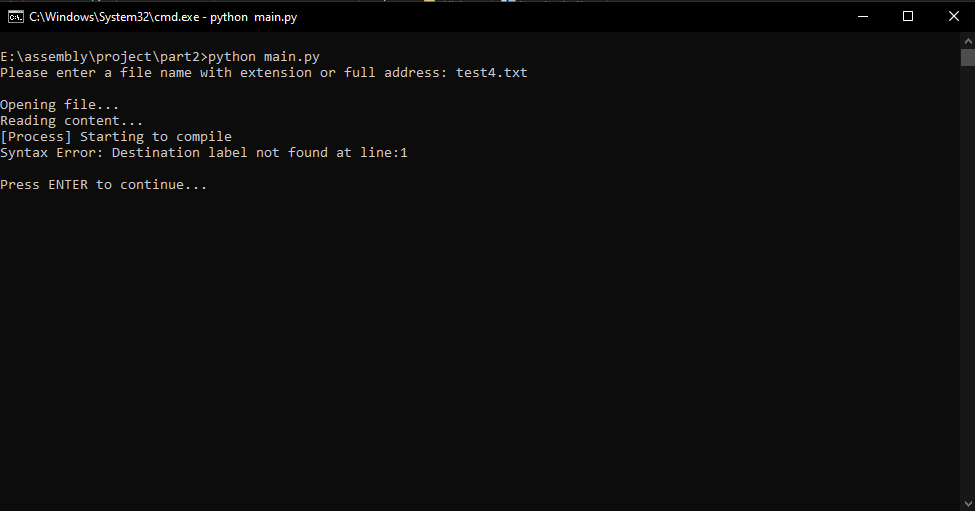 C:\Windows\System32\cmd.exe - python  main.py
E:\assembly\project\part2>python main.py
Please enter a file name with extension or full address: test4.txt
Opening file...
Reading content...
[Process] Starting to compile
Syntax Error: Destination label not found at line:1
Press ENTER to continue...